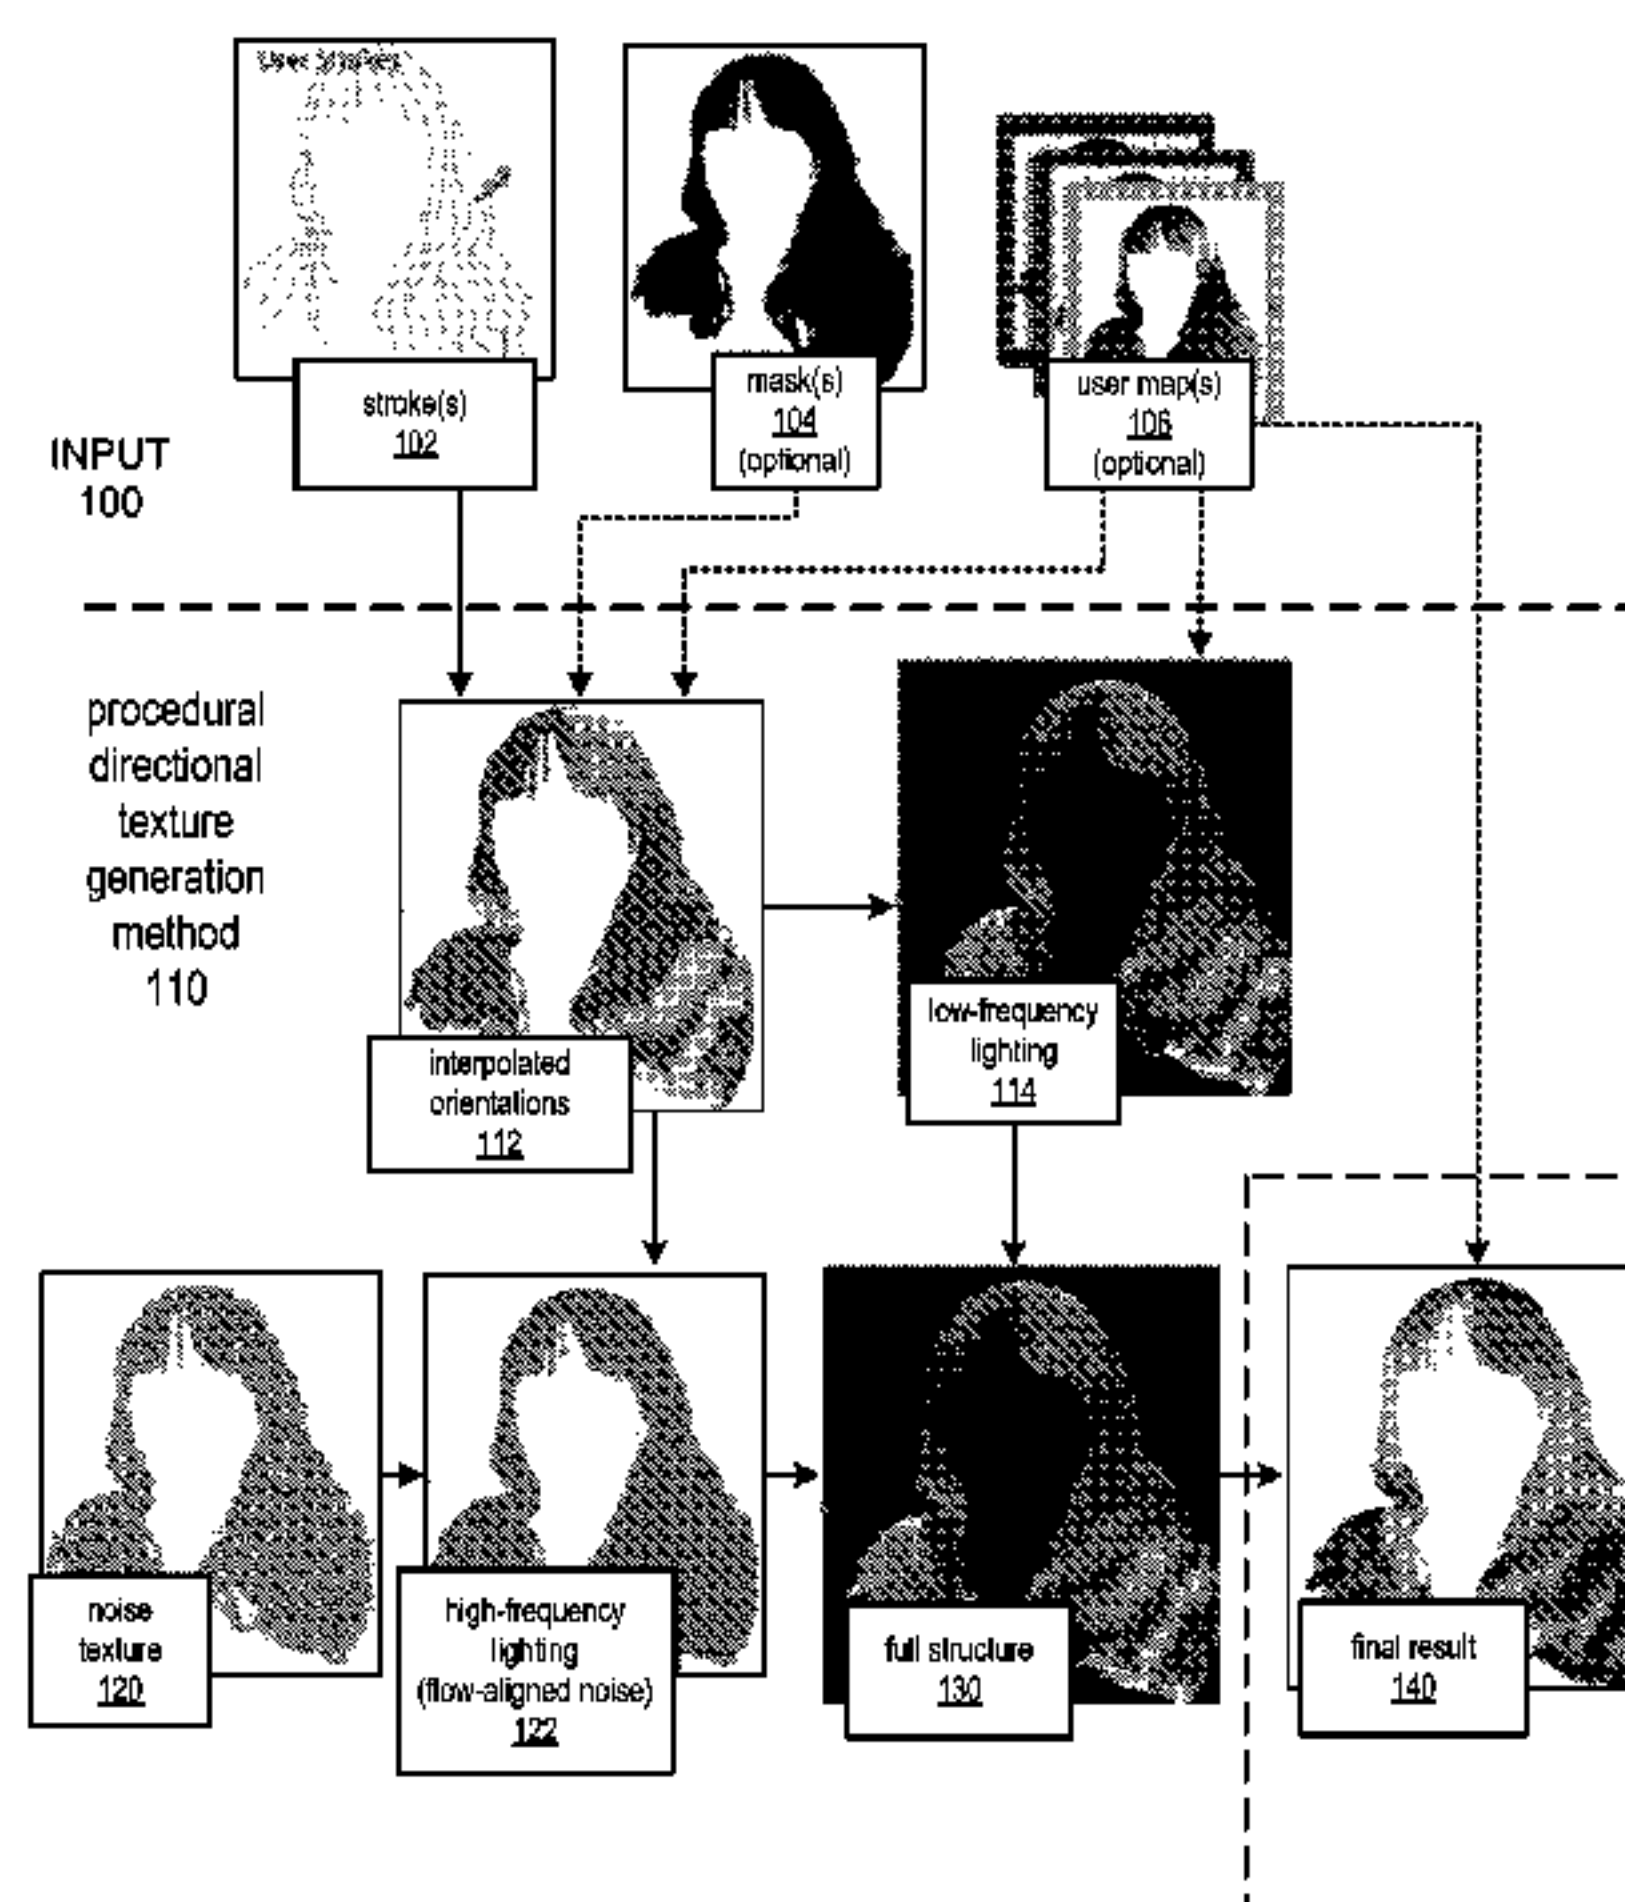 User Strokes
stroke(s)
102
mask(s)
104
(optional)
user map(s)
106
(optional)
INPUT
100
procedural
directional
texture
generation
method
110
interpolated
orientations
112
low-frequency
lighting
114
noise
texture
120
high-frequency
lighting
(flow-aligned noise)
122
full structure
130
final result
140